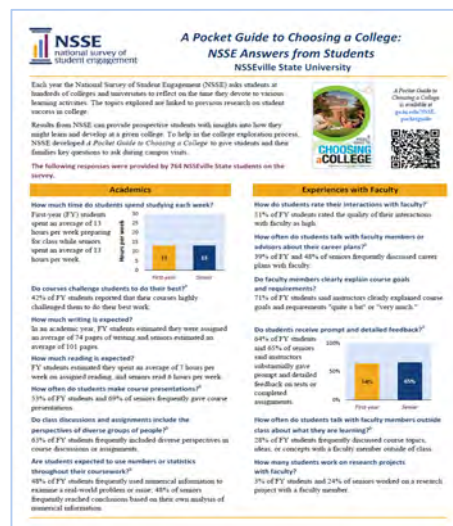 NSSE
national survey of
student engagement
A Pocket Guide to Choosing a College:
NSSE Answers from Students
NSSEville State University
Each year the National Survey of Student Engagement (NSSE) asks students at
hundreds of colleges and universities to reflect on the time they devote to various
learning activities. The topics explored are linked to previous research on student
success in college.
Results from NSSE can provide prospective students with insights into how they
might learn and develop at a given college. To help in the college exploration process,
NSSE developed A Pocket Guide to Choosing a College to give students and their
families key questions to ask during campus visits.
The following responses were provided by 764 NSSEville State students on the
survey.
CHOOSING
a COLLEGE
A Pocket Guide to
Choosing a College
is available at
Academics
How much time do students spend studying each week?
First-year (FY) students
spent an average of 13
hours per week preparing
for class while seniors
spent an average of 13
hours per week.
Hours per week
30
25
20
15
10
5
0
13
13
First-year
Senior
Do courses challenge students to do their best?
42% of FY students reported that their courses highly
challenged them to do their best work.
How much writing is expected?
In an academic year, FY students estimated they were assigned
an average of 74 pages of writing and seniors estimated an
average of 101 pages.
How much reading is expected?
FY students estimated they spent an average of 7 hours per
week on assigned reading, and seniors read 8 hours per week.
How often do students make course presentations?
53% of FY students and 69% of seniors frequently gave course
presentations.
Do class discussions and assignments include the
perspectives of diverse groups of people?
63% of FY students frequently included diverse perspectives in
course discussions or assignments.
Are students expected to use numbers or statistics
throughout their coursework?
48% of FY students frequently used numerical information to
examine a real-world problem or issue; 48% of seniors
frequently reached conclusions based on their own analysis of
numerical information.
Experiences with Faculty
How do students rate their interactions with faculty?
51% of FY students rated the quality of their interactions
with faculty as high.
How often do students talk with faculty members or
advisors about their career plans?
39% of FY and 48% of seniors frequently discussed career
plans with faculty.
Do faculty members clearly explain course goals
and requirements?
71% of FY students said instructors clearly explained course
goals and requirements "quite a bit" or "very much."
Do students receive prompt and detailed feedback?
64% of FY students
and 65% of seniors
said instructors
substantially gave
prompt and detailed
feedback on tests or
completed
assignments.
100%
50%
0%
64%
65%
First-year
Senior
How often do students talk with faculty members outside
class about what they are learning?
28% of FY students frequently discussed course topics,
ideas, or concepts with a faculty member outside of class.
How many students work on research projects
with faculty?
3% of FY students and 24% of seniors worked on a research
project with a faculty member.